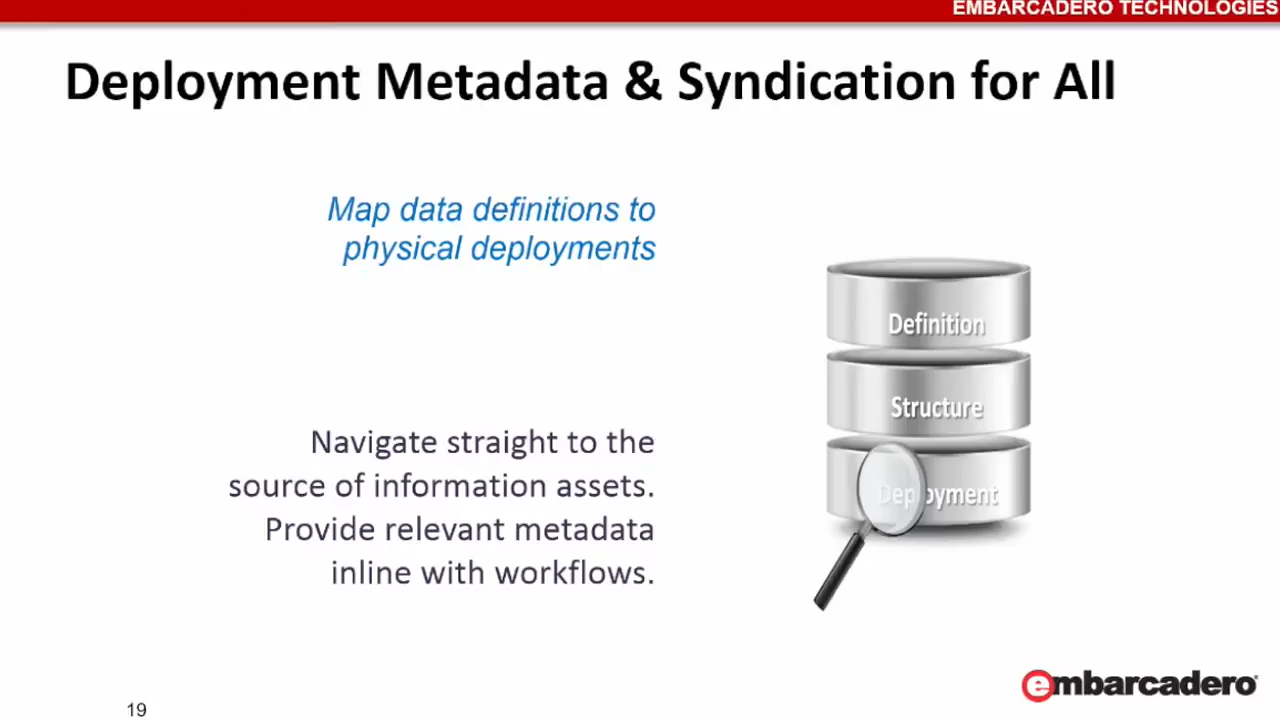 EMBARCADERO TECHNOLOGIES
Deployment Metadata & Syndication for All
Map data definitions to
physical deployments
Navigate straight to the
source of information assets.
Provide relevant metadata
inline with workflows.
Definition
Structure
Deployment
embarcadero
19